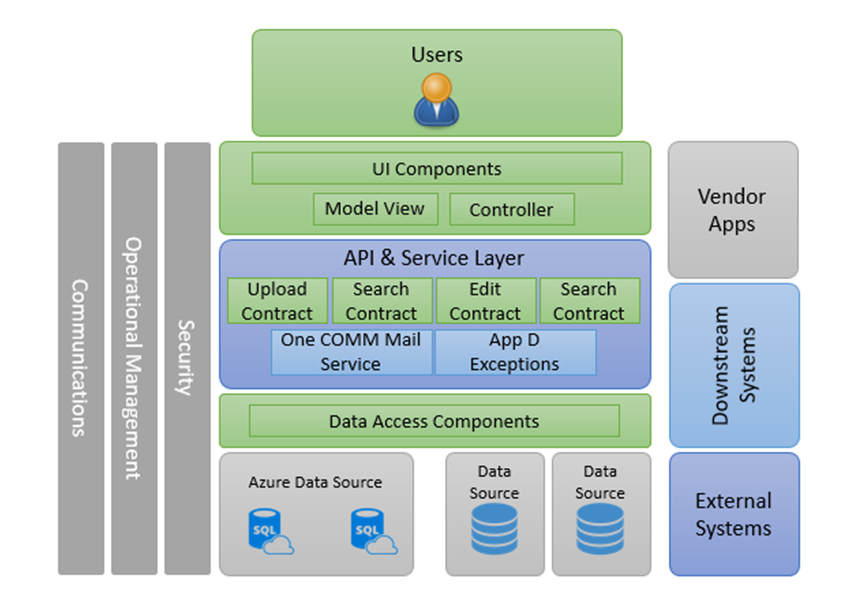 Users
Communications
Operational Management
Security
UI Components
Model View
Controller
API & Service Layer
Upload
Contract
Search
Contract
Edit
Contract
Search
Contract
One COMM Mail
Service
App D
Exceptions
Data Access Components
Azure Data Source
SQL
SQL
Data
Source
Data
Source
Vendor
Apps
Downstream
Systems
External
Systems